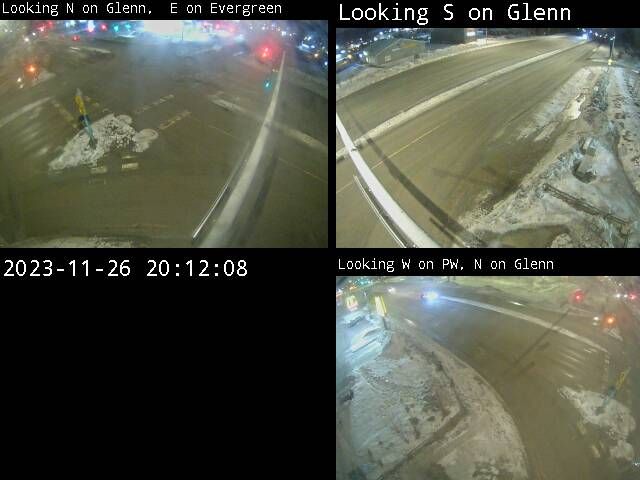 Looking N on Glenn,  E on Evergreen
Looking S on Glenn
2023-11-26 20:12:08
Looking W on PW, N on Glenn